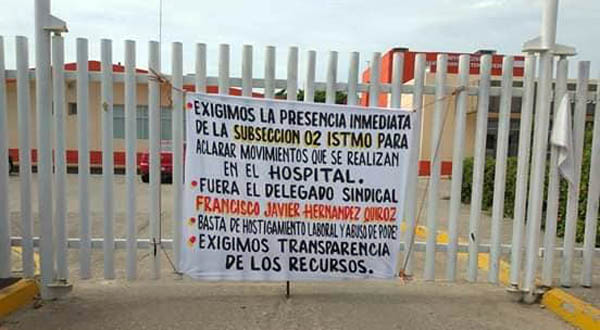 • EXIGIMOS LA PRESENCIA INMEDIATA
DE LA SUBSECCION 02 ISTMO PARA
ACLARAR MOVIMIENTOS QUE SE REALIZAN
EN EL HOSPITAL.
• FUERA EL DELEGADO SINDICAL
FRANCISCO JAVIER HERNANDEZ QUIROZ
• BASTA DE HOSTIGAMIENTO LABORAL Y ABUSO DE PODE
• EXIGIMOS TRANSPARENCIA
DE LOS RECURSOS.